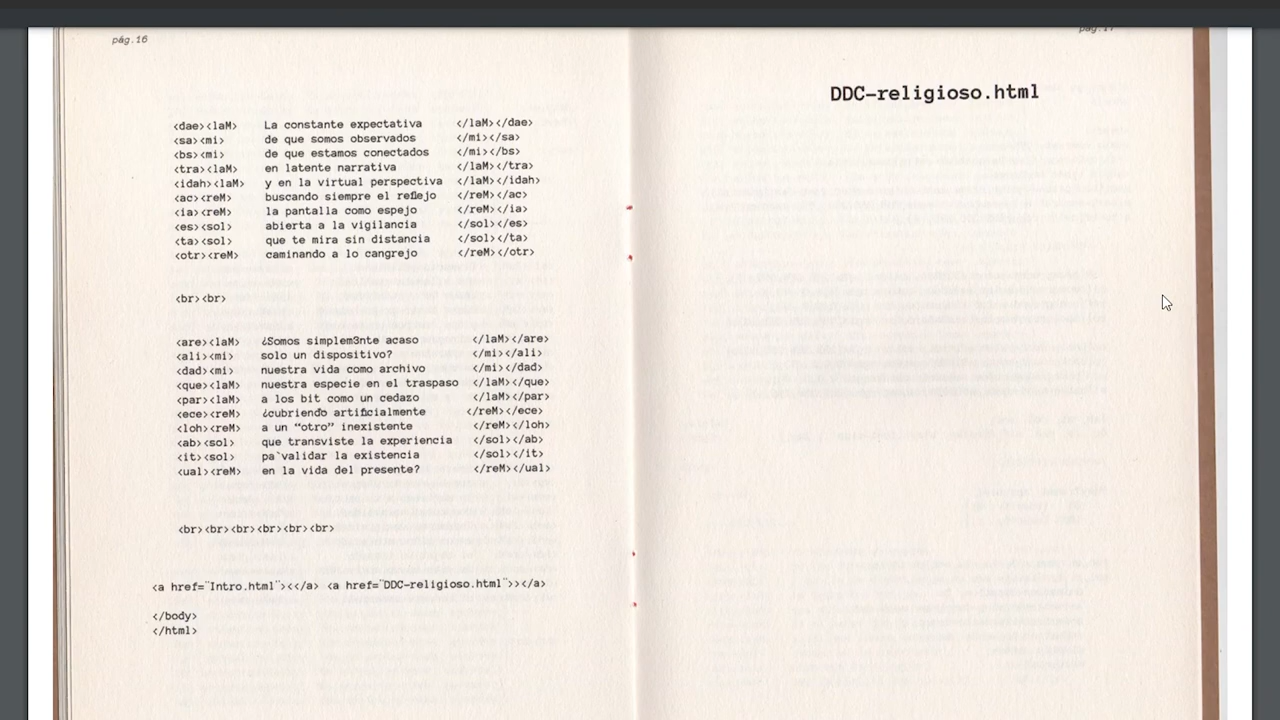 pág.16
<dae><laM> La constante expectativa </laM></dae>
<sa><mi> de que somos observados </mi></sa>
<bs><mi> de que estamos conectados </mi></bs>
<tra><laM> en latente narrativa </laM></tra>
<idah><laM> y en la virtual perspectiva </laM></idah>
<ac><reM> buscando siempre el reflejo </reM></ac>
<ia><reM> la pantalla como espejo </reM></ia>
<es><sol> abierta a la vigilancia </sol></es>
<ta><sol> que te mira sin distancia </sol></ta>
<otr><reM> caminando a lo cangrejo </reM></otr>
<br><br>
<are><laM> ¿Somos simplem3nte acaso </laM></are>
<ali><mi> solo un dispositivo? </mi></ali>
<dad><mi> nuestra vida como archivo </mi></dad>
<que><laM> nuestra especie en el traspaso </laM></que>
<par><laM> a los bit como un cedazo </laM></par>
<ece><reM> ¿cubriendo artificialmente </reM></ece>
<loh><reM> a un “otro” inexistente </reM></loh>
<ab><sol> que transviste la experiencia </sol></ab>
<it><sol> pa`validar la existencia </sol></it>
<ual><reM> en la vida del presente? </reM></ual>
<br><br><br><br><br><br>
<a href="Intro.html"><</a> <a href="DDC-religioso.html">></a>
</body>
</html>
pág.17
DDC-religioso.html